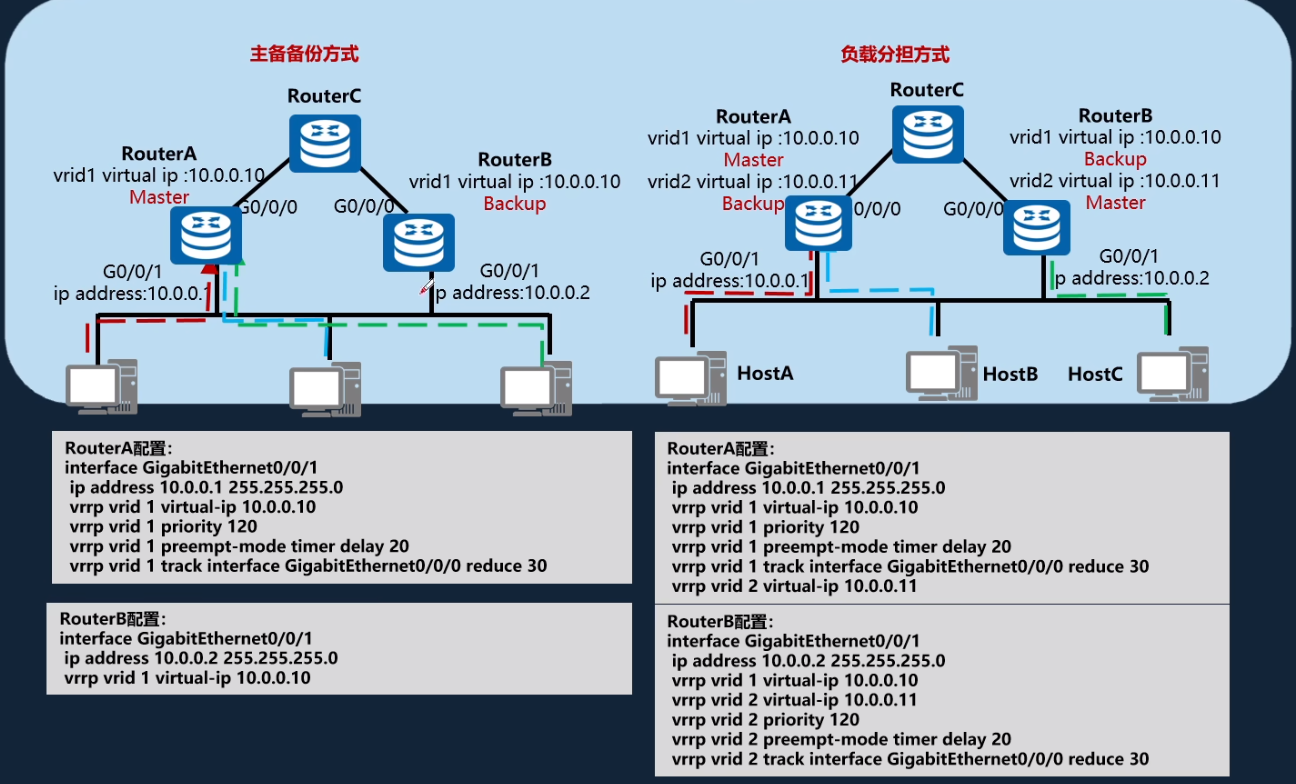 主备备份方式
RouterC
RouterA
vrid1 virtual ip :10.0.0.10
Master
RouterB
vrid1 virtual ip :10.0.0.10
Backup
G0/0/0
G0/0/0
G0/0/1
ip address:10.0.0.1
G0/0/1
p address:10.0.0.2
负载分担方式
RouterC
RouterA
vrid1 virtual ip :10.0.0.10
Master
vrid2 virtual ip :10.0.0.11
Backup
RouterB
vrid1 virtual ip :10.0.0.10
Backup
vrid2 virtual ip :10.0.0.11
Master
0/0/0
G0/0/0
G0/0/1
ip address:10.0.0.1
G0/0/1
p address:10.0.0.2
HostA
HostB
HostC
RouterA配置：
interface GigabitEthernet0/0/1
ip address 10.0.0.1 255.255.255.0
vrrp vrid 1 virtual-ip 10.0.0.10
vrrp vrid 1 priority 120
vrrp vrid 1 preempt-mode timer delay 20
vrrp vrid 1 track interface GigabitEthernet0/0/0 reduce 30
RouterB配置：
interface GigabitEthernet0/0/1
ip address 10.0.0.2 255.255.255.0
vrrp vrid 1 virtual-ip 10.0.0.10
RouterA配置：
interface GigabitEthernet0/0/1
ip address 10.0.0.1 255.255.255.0
vrrp vrid 1 virtual-ip 10.0.0.10
vrrp vrid 1 priority 120
vrrp vrid 1 preempt-mode timer delay 20
vrrp vrid 1 track interface GigabitEthernet0/0/0 reduce 30
vrrp vrid 2 virtual-ip 10.0.0.11
RouterB配置：
interface GigabitEthernet0/0/1
ip address 10.0.0.2 255.255.255.0
vrrp vrid 1 virtual-ip 10.0.0.10
vrrp vrid 2 virtual-ip 10.0.0.11
vrrp vrid 2 priority 120
vrrp vrid 2 preempt-mode timer delay 20
vrrp vrid 2 track interface GigabitEthernet0/0/0 reduce 30